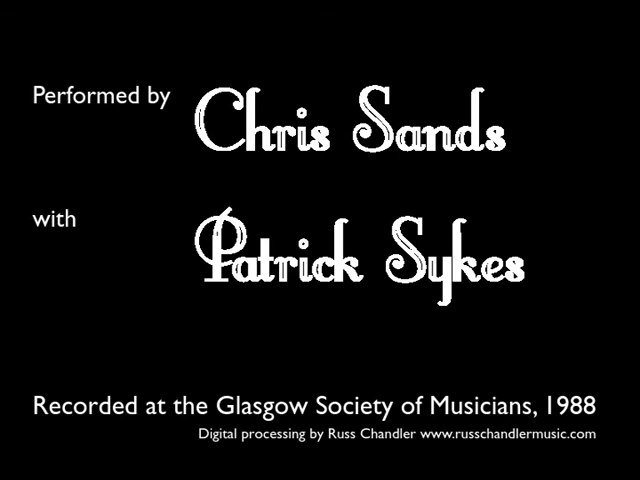 Performed by Chris Sands
with Patrick Sykes
Recorded at the Glasgow Society of Musicians, 1988
Digital processing by Russ Chandler www.russchandlermusic.com